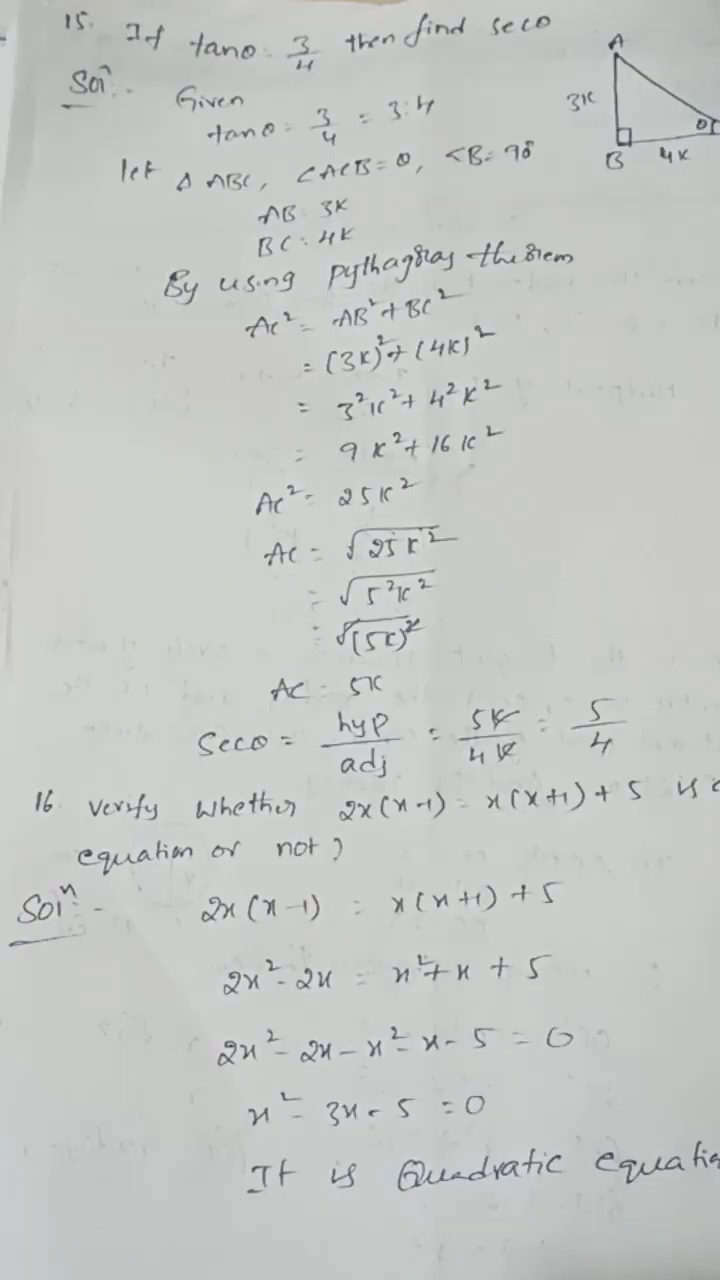 15. If tanθ = 3/4 then find secθ
Solⁿ:-
Given
tanθ = 3/4 = 3:4
let Δ ABC, ∠ACB = θ, ∠B = 90
AB = 3K
BC = 4K
A
3K
B
4K
θ
By using pythagoras theorem
AC² = AB² + BC²
= (3K)² + (4K)²
= 3²K² + 4²K²
= 9K² + 16K²
AC² = 25K²
AC = √25K²
= √5²K²
= √(5K)²
AC = 5K
Secθ = hyp/adj = 5K/4K = 5/4
16. Verify whether 2x(x-1) = x(x+1) + 5 is
equation or not?
Solⁿ:-
2x(x-1) = x(x+1) + 5
2x² - 2x = x² + x + 5
2x² - 2x - x² - x - 5 = 0
x² - 3x - 5 = 0
It is Quadratic equatio